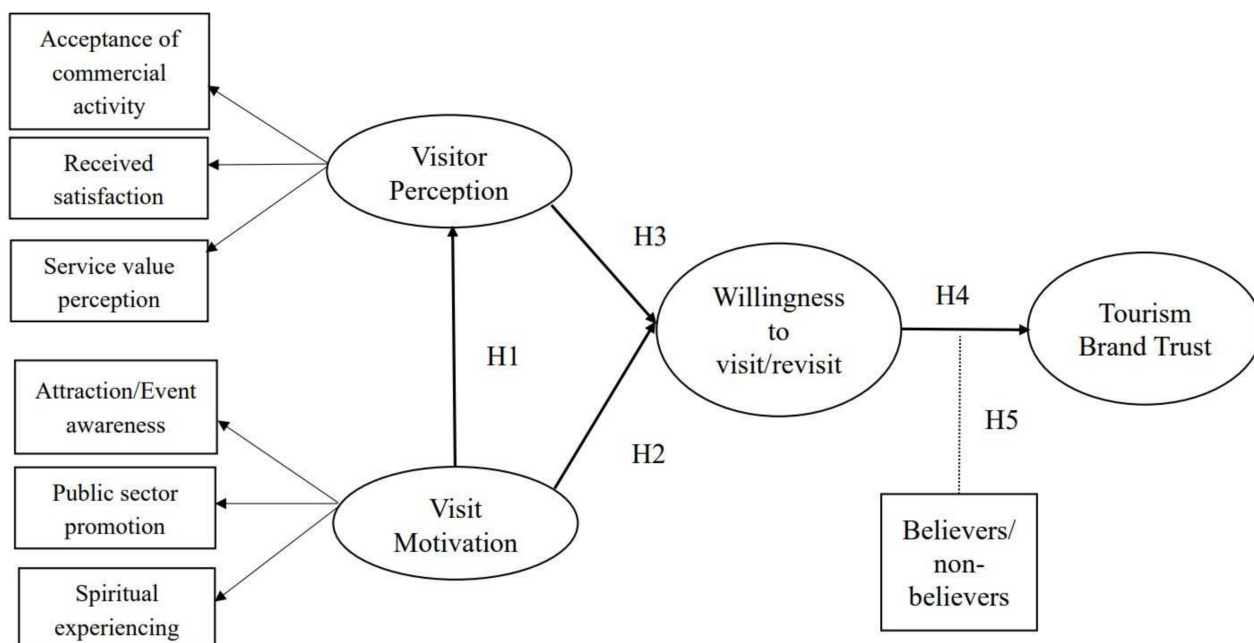 Acceptance of
commercial
activity
Received
satisfaction
Service value
perception
Attraction/Event
awareness
Public sector
promotion
Spiritual
experiencing
Visitor
Perception
H1
Visit
Motivation
H3
H2
Willingness
to
visit/revisit
H4
H5
Believers/
non-
believers
Tourism
Brand Trust